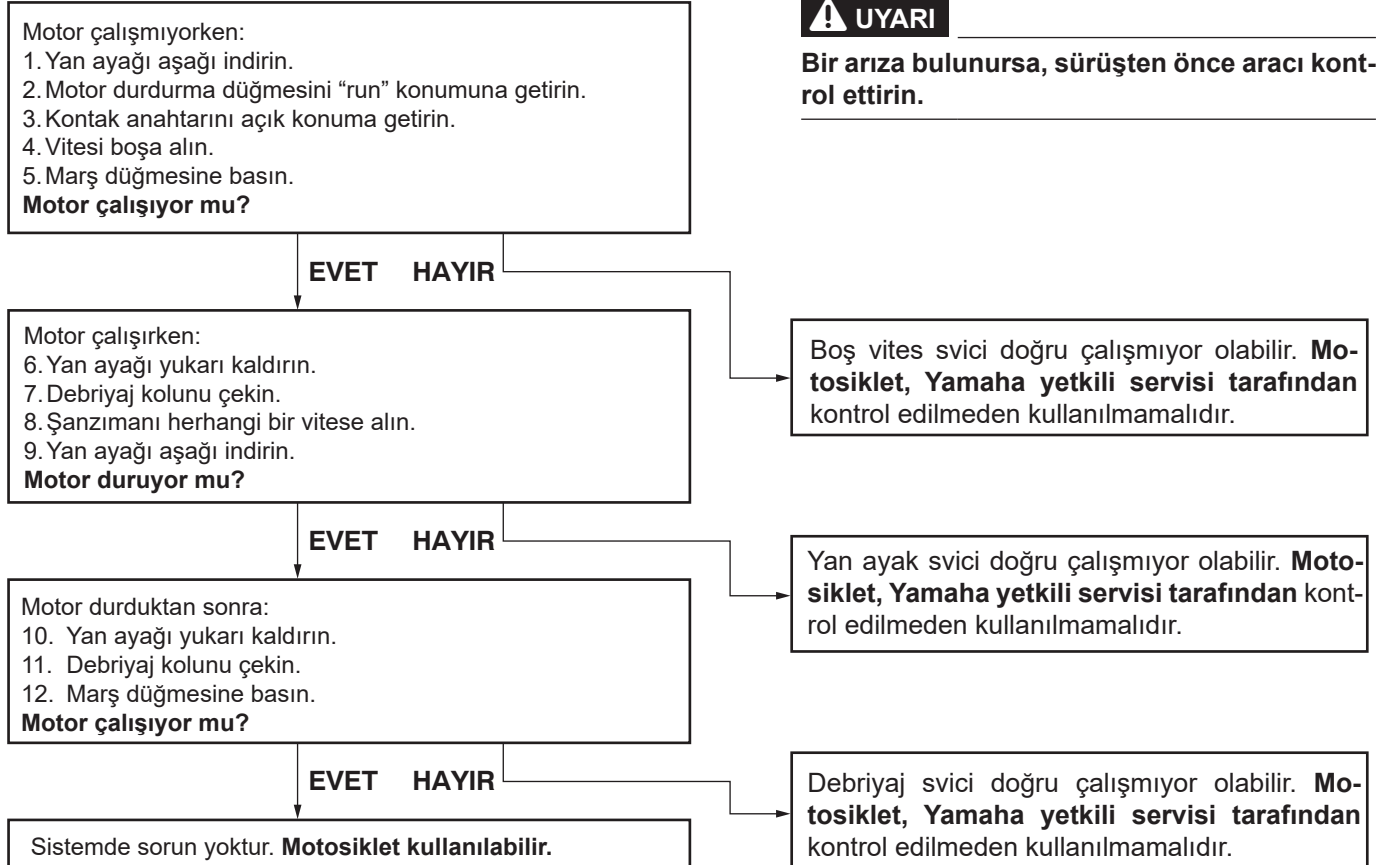 UYARI
Bir arıza bulunursa, sürüşten önce aracı kont-
rol ettirin.
Motor çalışmıyorken:
1. Yan ayağı aşağı indirin.
2. Motor durdurma düğmesini “run” konumuna getirin.
3. Kontak anahtarını açık konuma getirin.
4. Vitesi boşa alın.
5. Marş düğmesine basın.
Motor çalışıyor mu?
EVET HAYIR
Boş vites svici doğru çalışmıyor olabilir. Mo-
tosiklet, Yamaha yetkili servisi tarafından
kontrol edilmeden kullanılmamalıdır.
Motor çalışırken:
6. Yan ayağı yukarı kaldırın.
7. Debriyaj kolunu çekin.
8. Şanzımanı herhangi bir vitese alın.
9. Yan ayağı aşağı indirin.
Motor duruyor mu?
EVET HAYIR
Yan ayak svici doğru çalışmıyor olabilir. Moto-
siklet, Yamaha yetkili servisi tarafından kont-
rol edilmeden kullanılmamalıdır.
Motor durduktan sonra:
10. Yan ayağı yukarı kaldırın.
11. Debriyaj kolunu çekin.
12. Marş düğmesine basın.
Motor çalışıyor mu?
EVET HAYIR
Debriyaj svici doğru çalışmıyor olabilir. Mo-
tosiklet, Yamaha yetkili servisi tarafından
kontrol edilmeden kullanılmamalıdır.
Sistemde sorun yoktur. Motosiklet kullanılabilir.